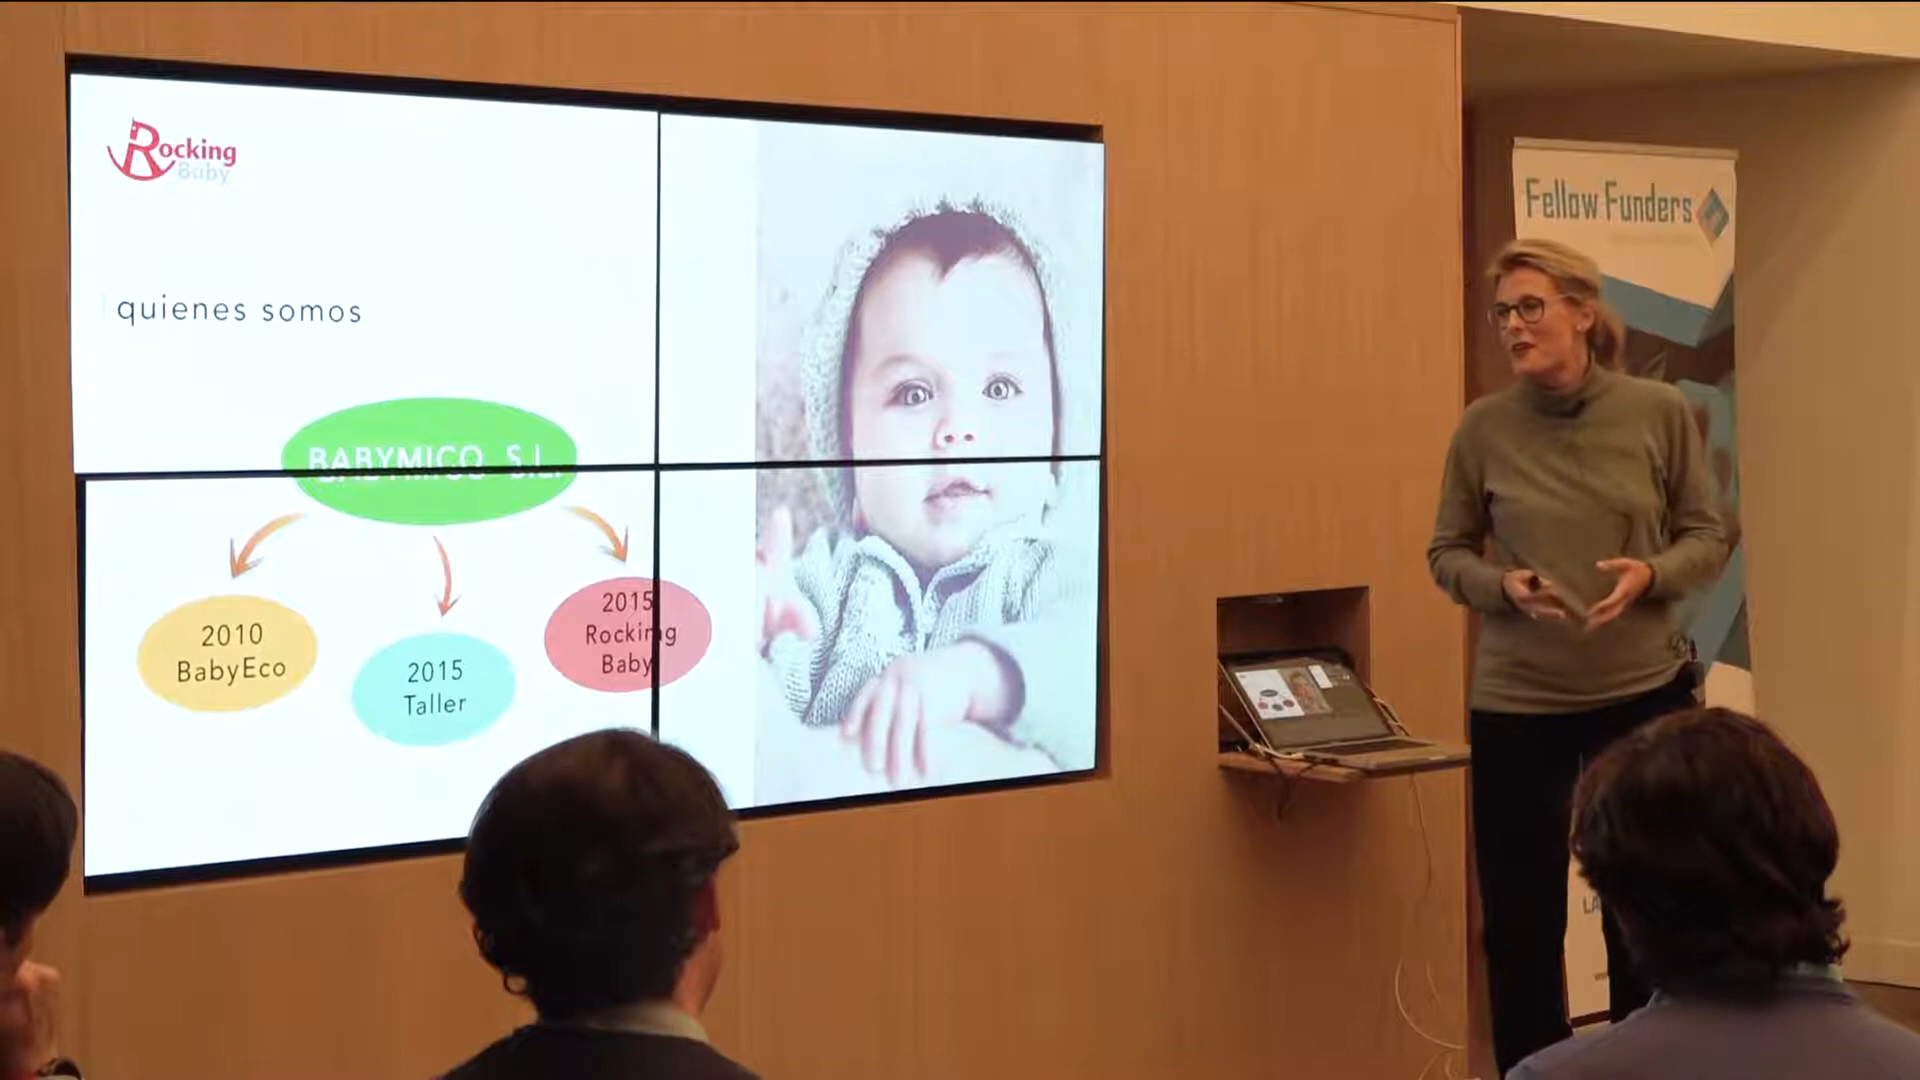 Rocking
Baby
quienes somos
BABYMICO S.L.
2010
BabyEco
2015
Taller
2015
Rocking
Baby
Fellow Funders